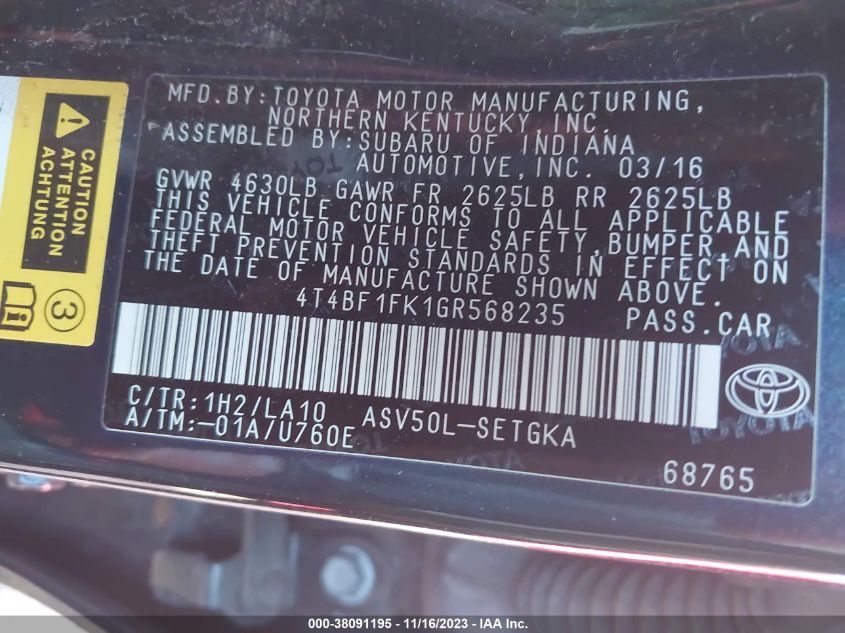 MFD.BY:TOYOTA MOTOR MANUFACTURING,
NORTHERN KENTUCKY,INC.
ASSEMBLED BY:SUBARU OF INDIANA
AUTOMOTIVE,INC. 03/16
GVWR 4630LB GAWR FR 2625LB RR 2625LB
THIS VEHICLE CONFORMS TO ALL APPLICABLE
FEDERAL MOTOR VEHICLE SAFETY,BUMPER,AND
THEFT PREVENTION STANDARDS IN EFFECT ON
THE DATE OF MANUFACTURE SHOWN ABOVE.
4T4BF1FK1GR568235 PASS.CAR
C/TR:1H2/LA10 ASV50L-SETGKA
A/TM:-01A/U760E
68765
CAUTION
ATTENTION
ACHTUNG
3
TOYOTA
TOYOTA
TOYOTA
000-38091195 - 11/16/2023 - IAA Inc.